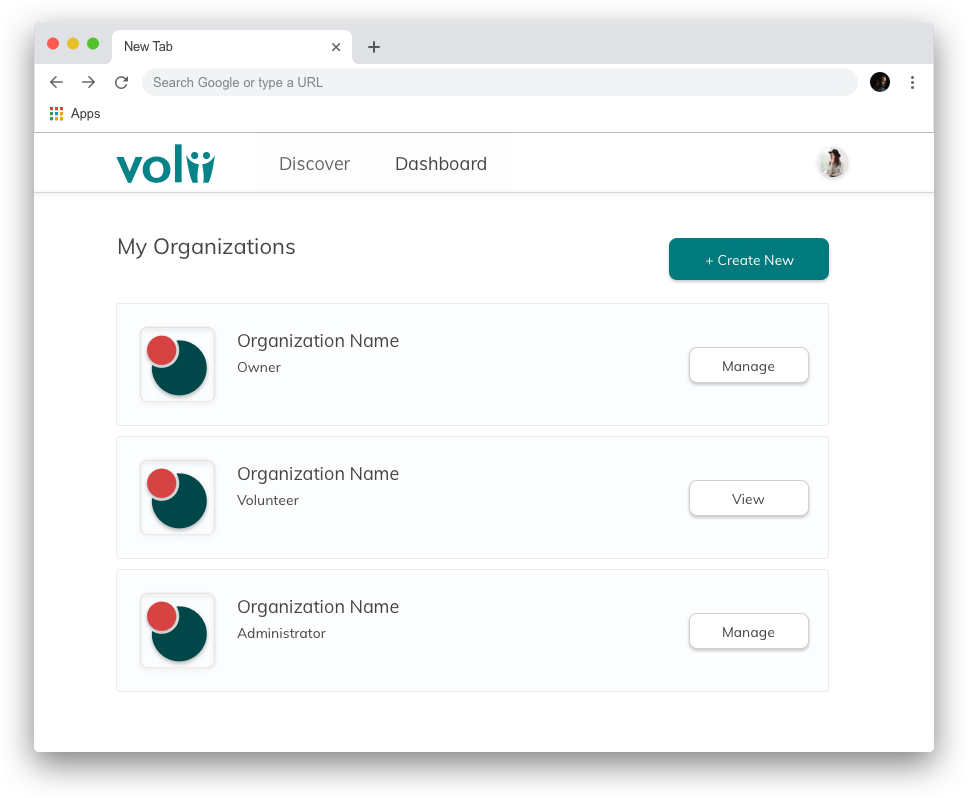 New Tab
Search Google or type a URL
Apps
volii Discover Dashboard
My Organizations
+ Create New
Organization Name
Owner
Manage
Organization Name
Volunteer
View
Organization Name
Administrator
Manage